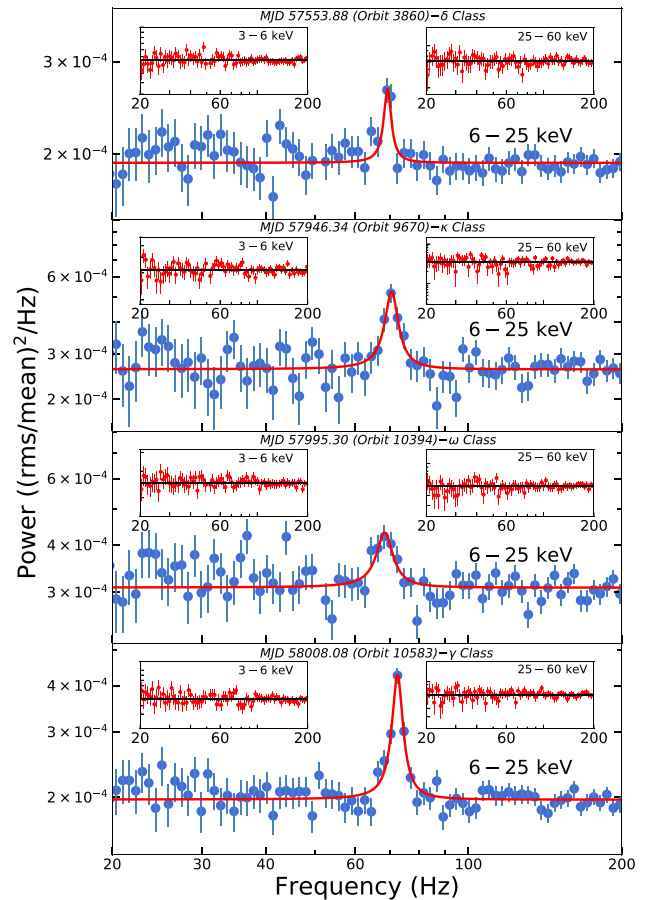 MJD 57553.88 (Orbit 3860)−δ Class
3 − 6 keV
25 − 60 keV
3 × 10⁻⁴
20 60 200
20 60 200
6 − 25 keV
2 × 10⁻⁴
MJD 57946.34 (Orbit 9670)−κ Class
3 − 6 keV
25 − 60 keV
6 × 10⁻⁴
20 60 200
20 60 200
6 − 25 keV
3 × 10⁻⁴
2 × 10⁻⁴
MJD 57995.30 (Orbit 10394)−ω Class
3 − 6 keV
25 − 60 keV
6 × 10⁻⁴
20 60 200
20 60 200
4 × 10⁻⁴
6 − 25 keV
3 × 10⁻⁴
MJD 58008.08 (Orbit 10583)−γ Class
3 − 6 keV
25 − 60 keV
4 × 10⁻⁴
20 60 200
20 60 200
6 − 25 keV
2 × 10⁻⁴
20 30 40 60 100 200
Frequency (Hz)
Power ((rms/mean)²/Hz)